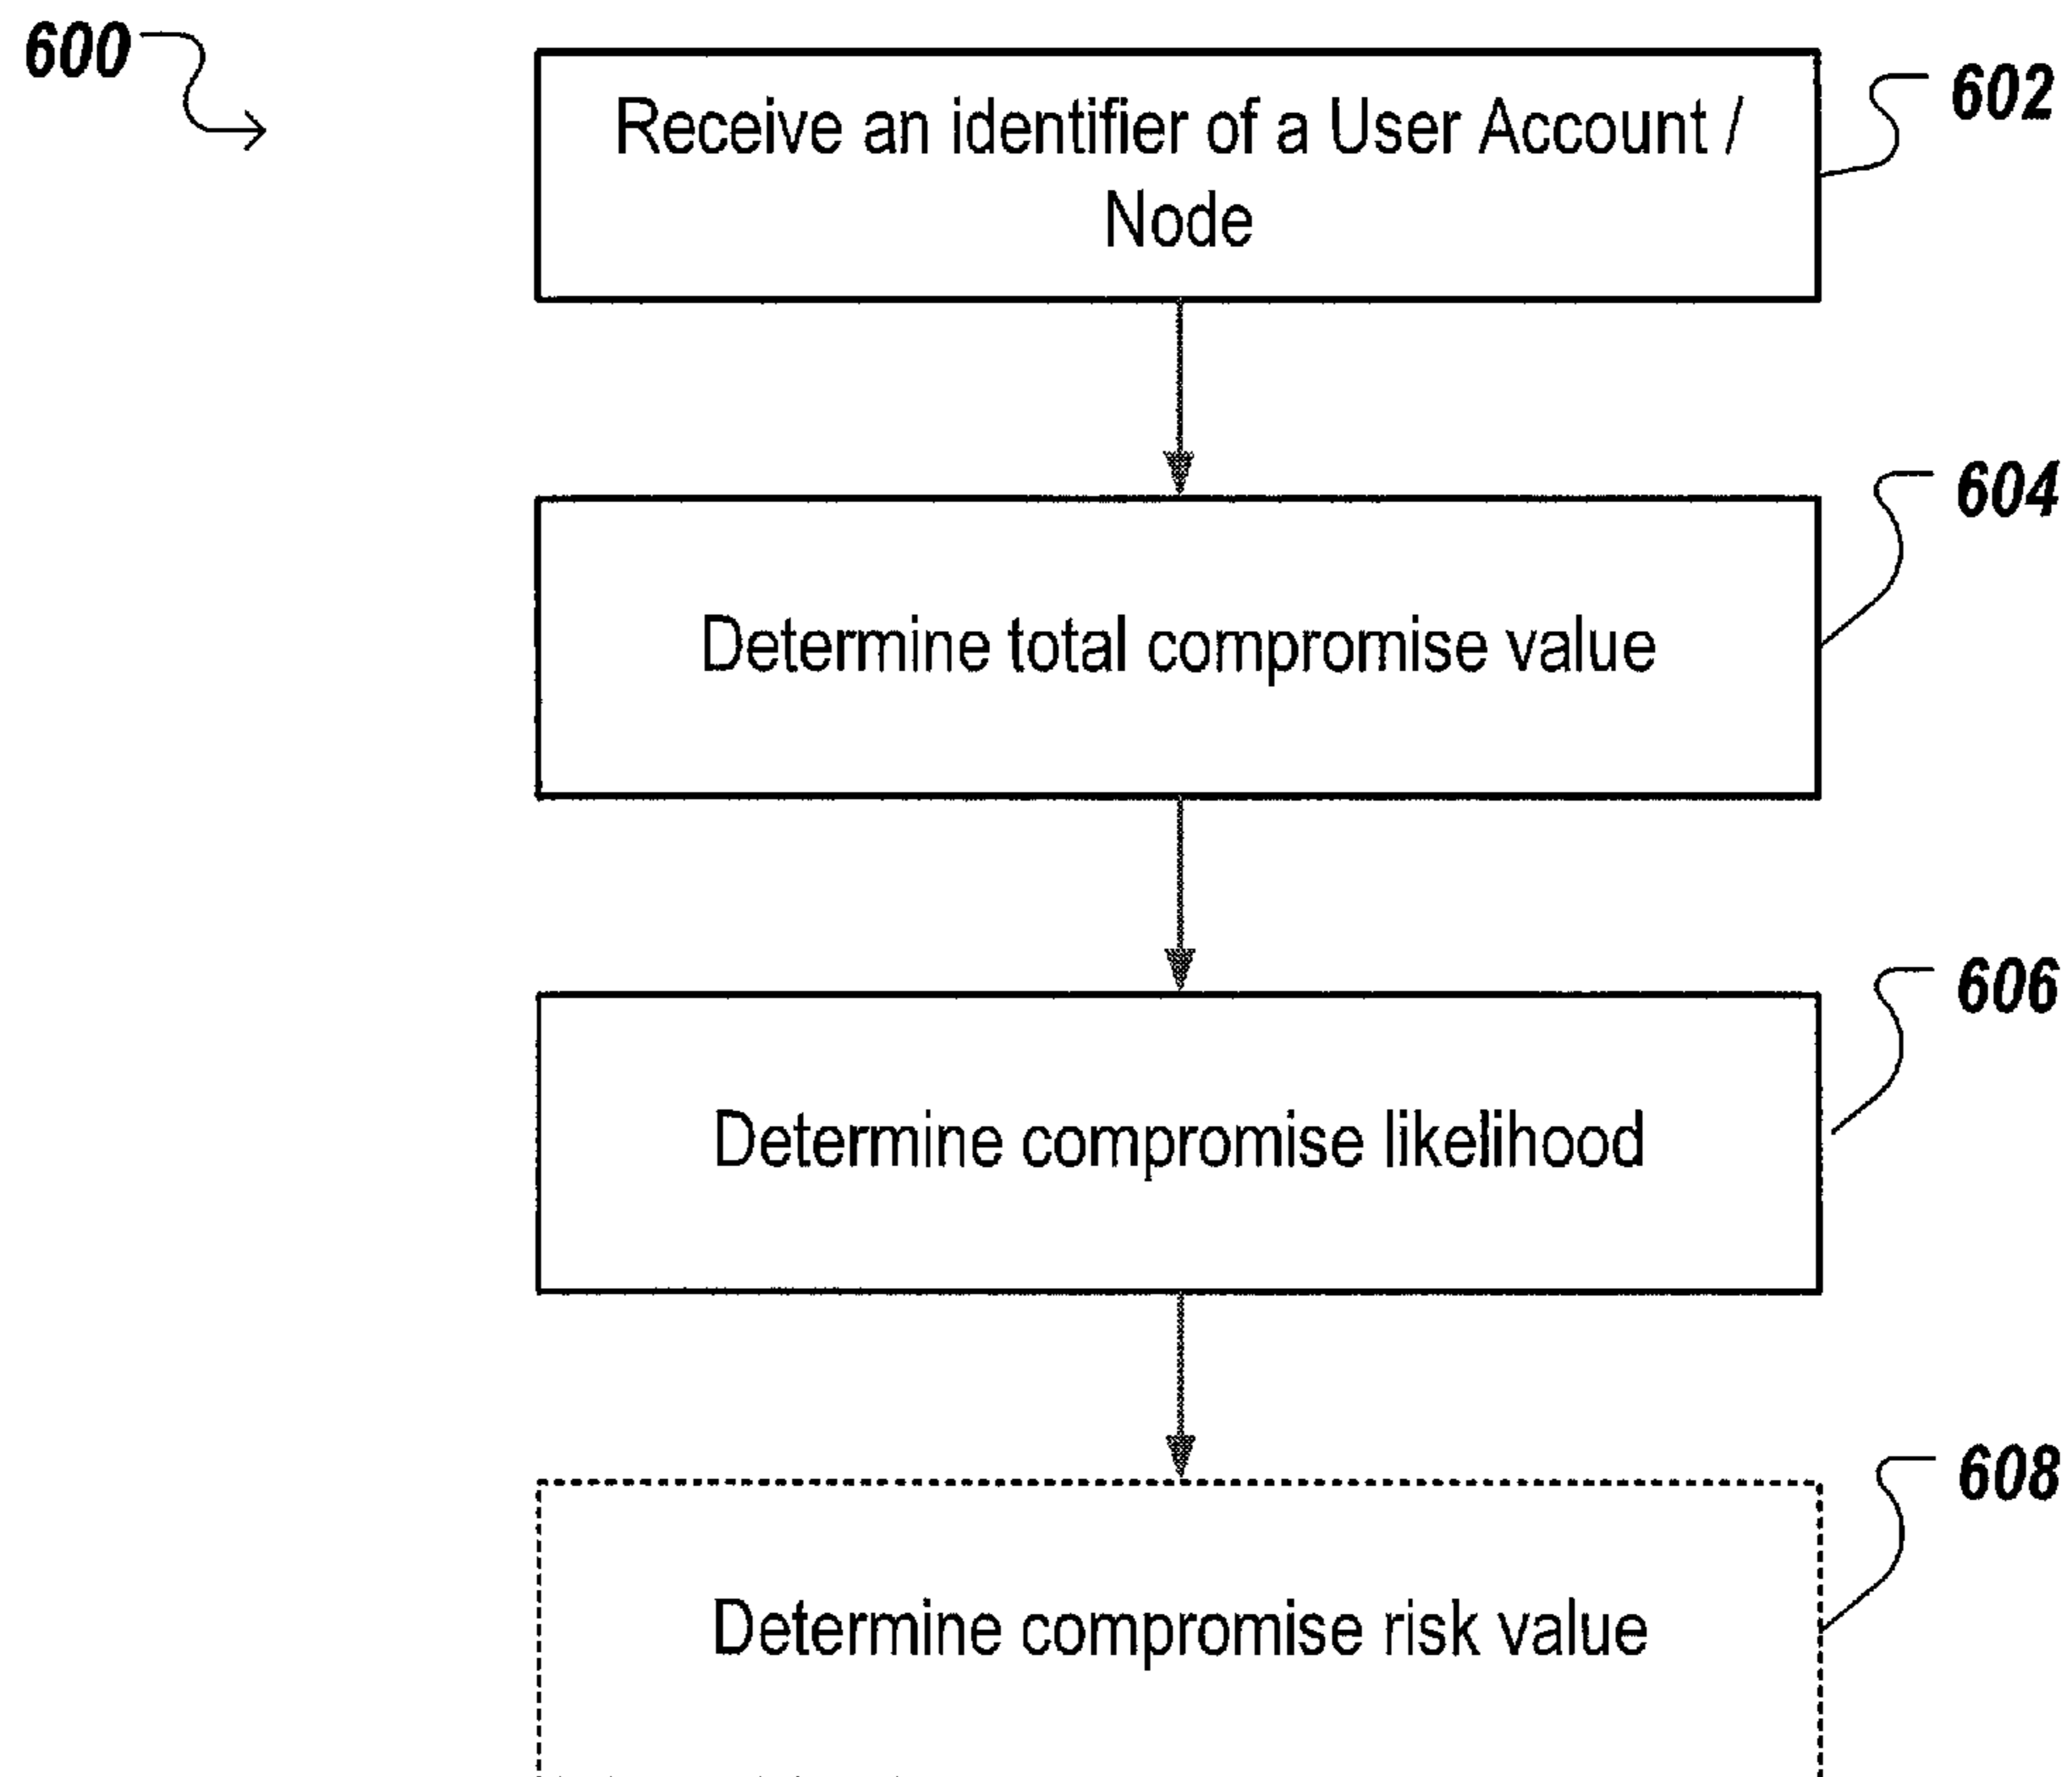 600
Receive an identifier of a User Account /
Node
602
Determine total compromise value
604
Determine compromise likelihood
606
Determine compromise risk value
608